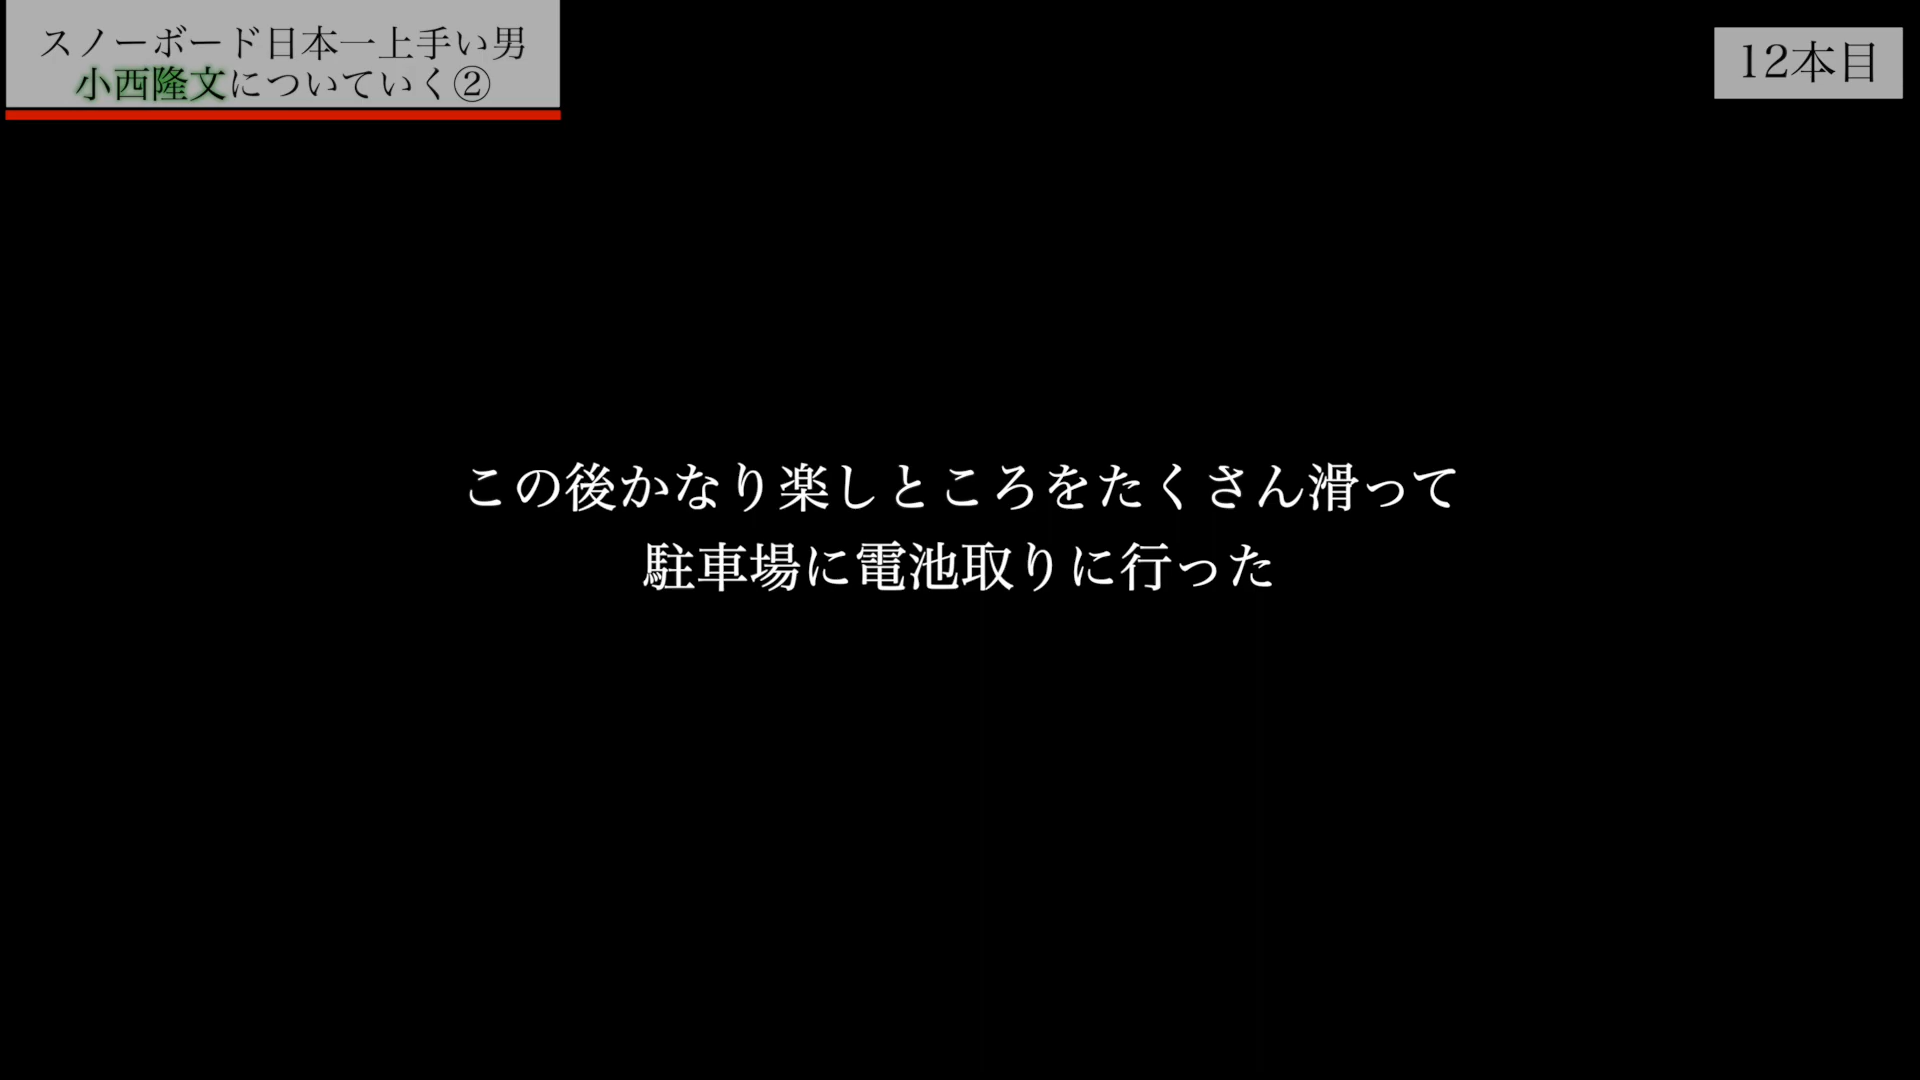 スノーボード日本一上手い男
小西隆文についていく②
12本目
この後かなり楽しところをたくさん滑って
駐車場に電池取りに行った